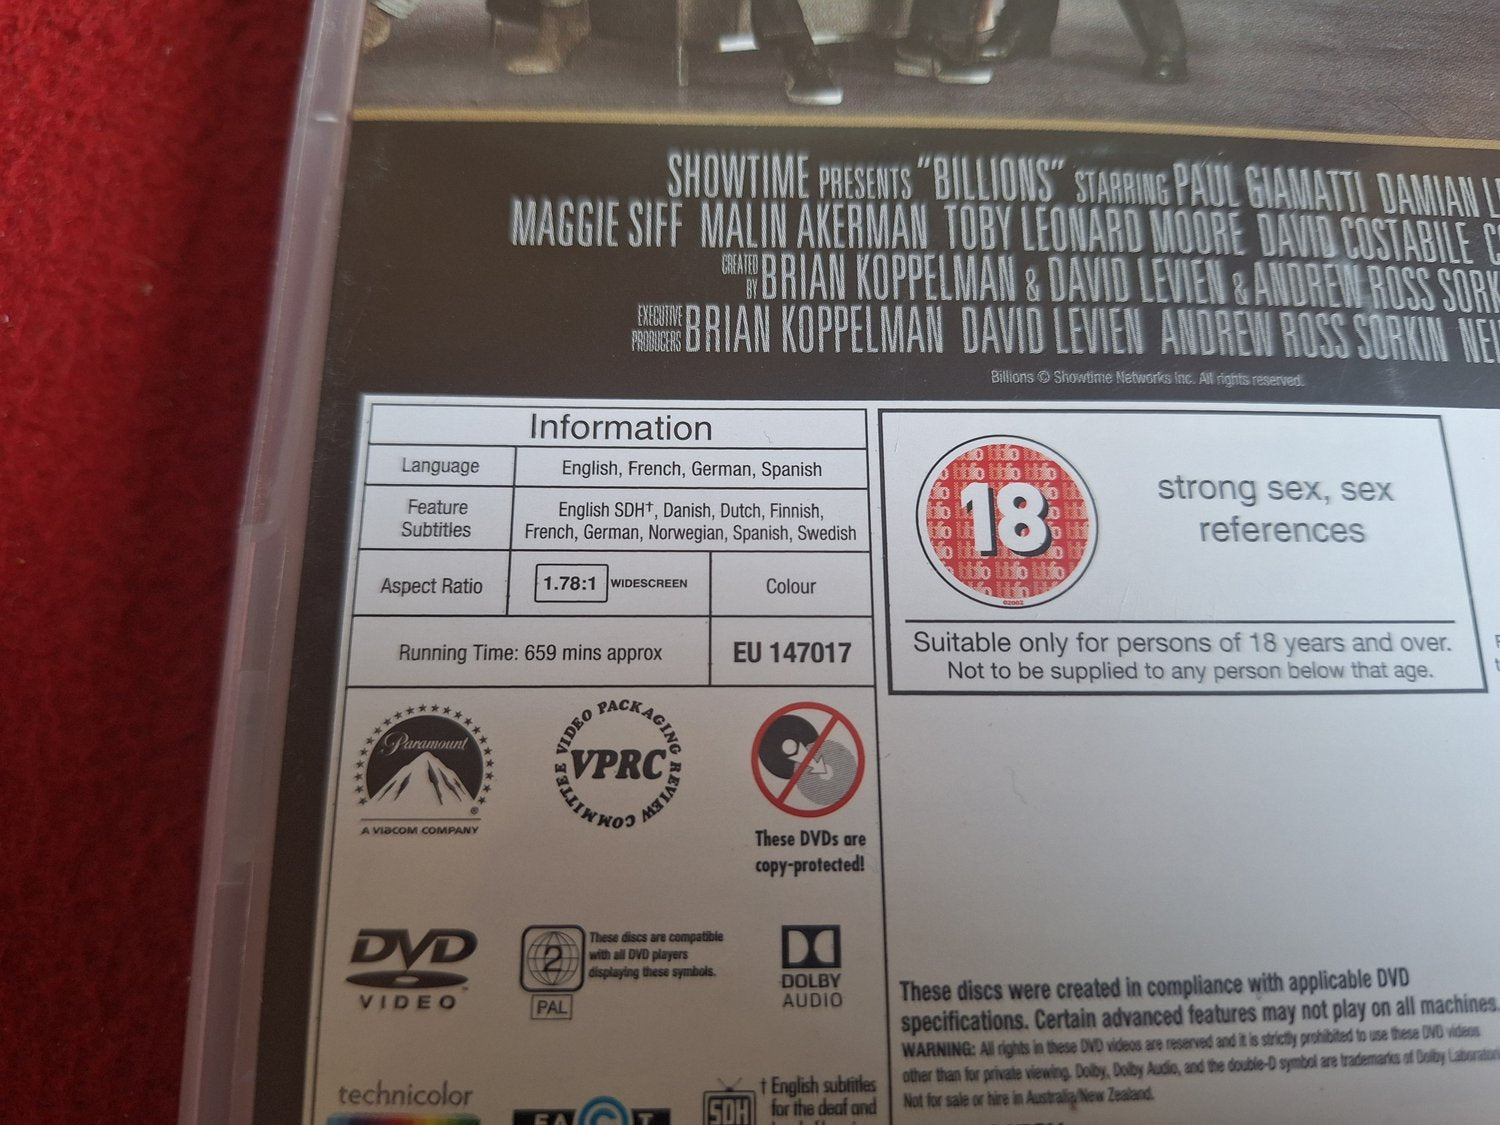 SHOWTIME PRESENTS "BILLIONS" STARRING PAUL GIAMATTI DAMIAN
MAGGIE SIFF MALIN AKERMAN TOBY LEONARD MOORE DAVID COSTABILE
CREATED BY BRIAN KOPPELMAN & DAVID LEVIEN & ANDREW ROSS SORK
EXECUTIVE PRODUCERS BRIAN KOPPELMAN DAVID LEVIEN ANDREW ROSS SORKIN
Billions © Showtime Networks Inc. All rights reserved.
Information
Language English, French, German, Spanish
Feature Subtitles
English SDH†, Danish, Dutch, Finnish,
French, German, Norwegian, Spanish, Swedish
Aspect Ratio 1.78:1 WIDESCREEN Colour
Running Time: 659 mins approx EU 147017
18
strong sex, sex
references
Suitable only for persons of 18 years and over.
Not to be supplied to any person below that age.
Paramount
A VIACOM COMPANY
VIDEO PACKAGING REVIEW COMMITTEE
VPRC
These DVDs are
copy-protected!
DVD
VIDEO
2
PAL
These discs are compatible
with all DVD players
displaying these symbols.
DOLBY
AUDIO
technicolor
SDH
† English subtitles
for the deaf and
These discs were created in compliance with applicable DVD
specifications. Certain advanced features may not play on all machines.
WARNING: All rights in these DVD videos are reserved and it is strictly prohibited to use these DVD videos
other than for private viewing. Dolby, Dolby Audio, and the double-D symbol are trademarks of Dolby
Not for sale or hire in Australia/New Zealand.